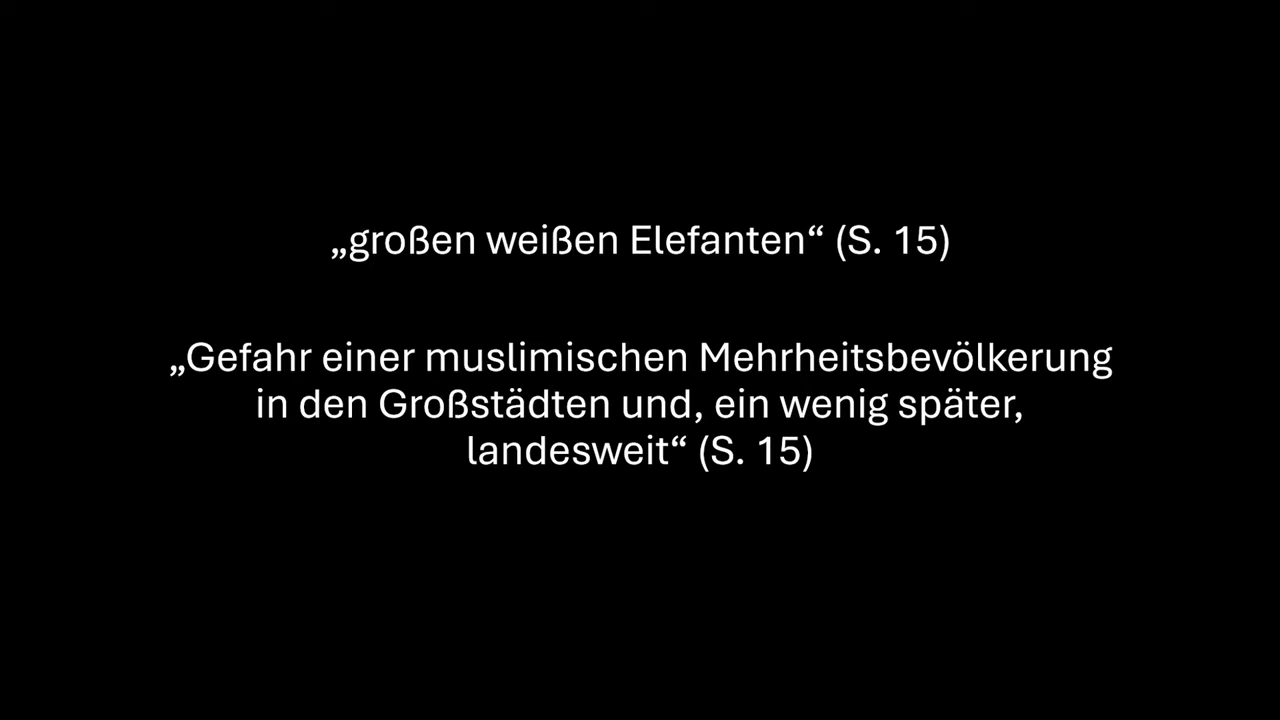 „großen weißen Elefanten“ (S. 15)
„Gefahr einer muslimischen Mehrheitsbevölkerung
in den Großstädten und, ein wenig später,
landesweit“ (S. 15)